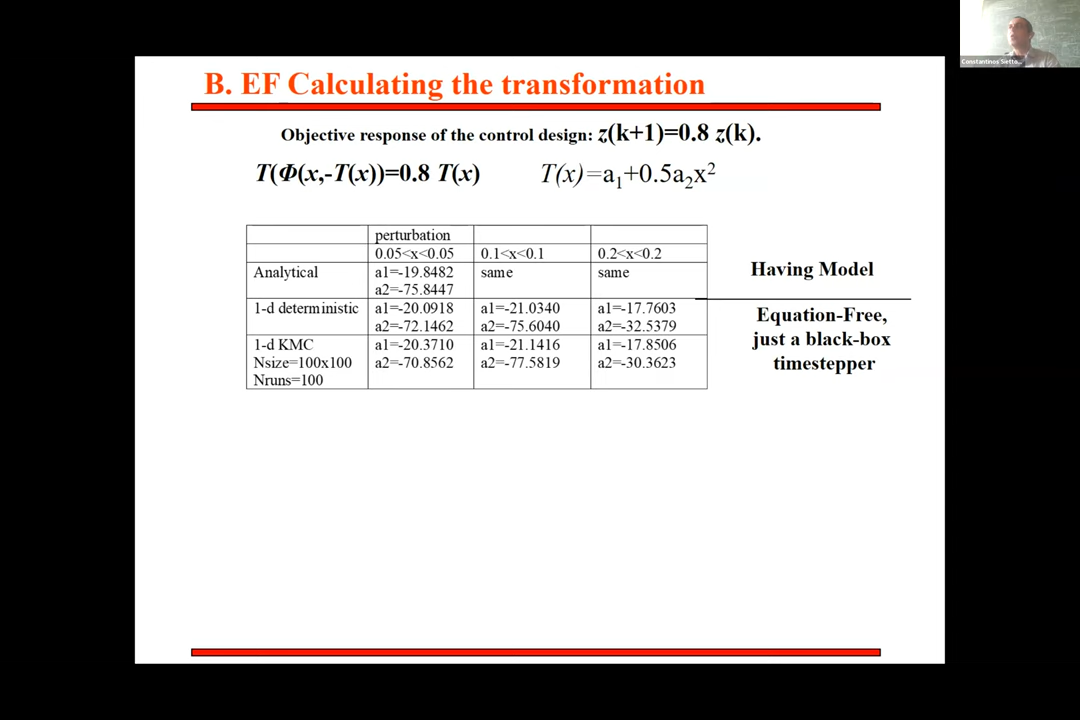 Constantinos Sietto...
B. EF Calculating the transformation
Objective response of the control design: z(k+1)=0.8 z(k).
T(Φ(x,-T(x))=0.8 T(x) T(x)=a₁+0.5a₂x²
perturbation
0.05<x<0.05 0.1<x<0.1 0.2<x<0.2
Analytical a1=-19.8482 same same
a2=-75.8447
1-d deterministic a1=-20.0918 a1=-21.0340 a1=-17.7603
a2=-72.1462 a2=-75.6040 a2=-32.5379
1-d KMC a1=-20.3710 a1=-21.1416 a1=-17.8506
Nsize=100x100 a2=-70.8562 a2=-77.5819 a2=-30.3623
Nruns=100
Having Model
Equation-Free,
just a black-box
timestepper